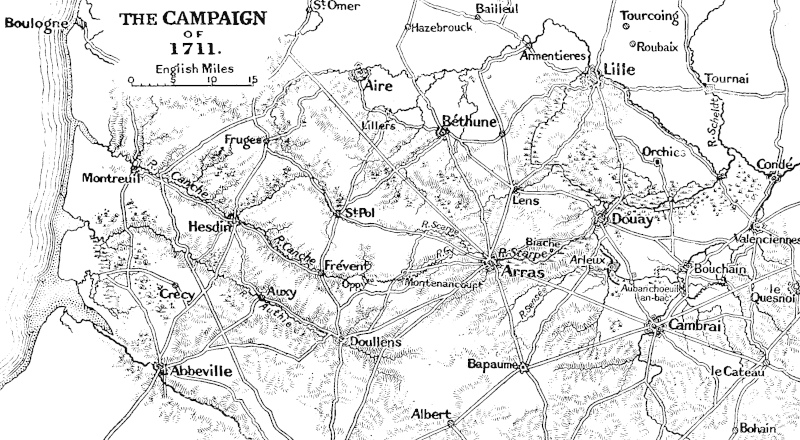 THE CAMPAIGN
OF
1711.
English Miles
0 5 10 15
Boulogne
St Omer
Bailleul
Hazebrouck
Tourcoing
Roubaix
Armentieres
Lille
Tournai
Aire
Lillers
Béthune
R. Scheldt
Fruges
Orchies
Condé
Montreuil
R. Canche
Lens
St Pol
Hesdin
Douay
R. Canche
R. Scarpe
Valenciennes
Biache
R. Scarpe
Arras
Frévent
Oppy
Montenancourt
Arleux
Bouchain
Aubanchoeuil
-an-bac
le
Quesnoi
Crécy
Auxy
R. Authie
R. Sensée
Cambrai
Doullens
Abbeville
Bapaume
le Cateau
Albert
Bohain